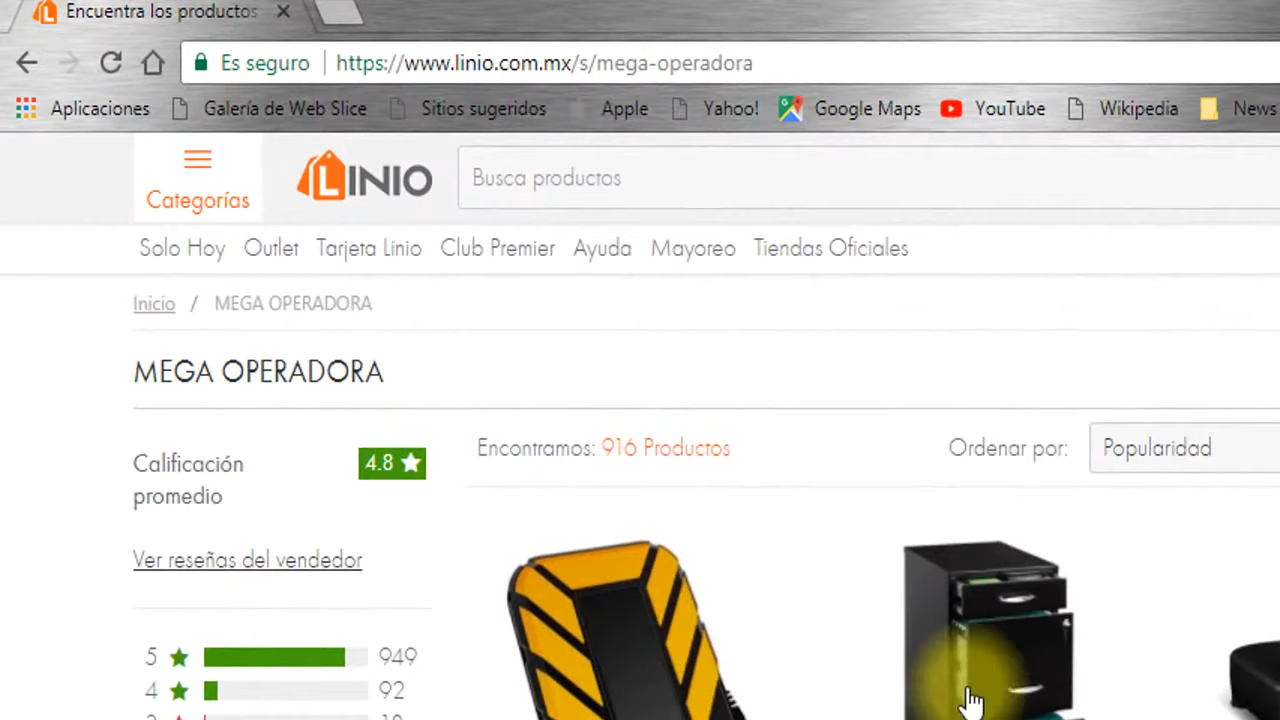 Encuentra los productos
Es seguro https://www.linio.com.mx/s/mega-operadora
Aplicaciones Galería de Web Slice Sitios sugeridos Apple Yahoo! Google Maps YouTube Wikipedia News
Categorías
LINIO
Busca productos
Solo Hoy Outlet Tarjeta Linio Club Premier Ayuda Mayoreo Tiendas Oficiales
Inicio / MEGA OPERADORA
MEGA OPERADORA
Calificación
promedio
4.8
Ver reseñas del vendedor
5 949
4 92
Encontramos: 916 Productos
Ordenar por: Popularidad